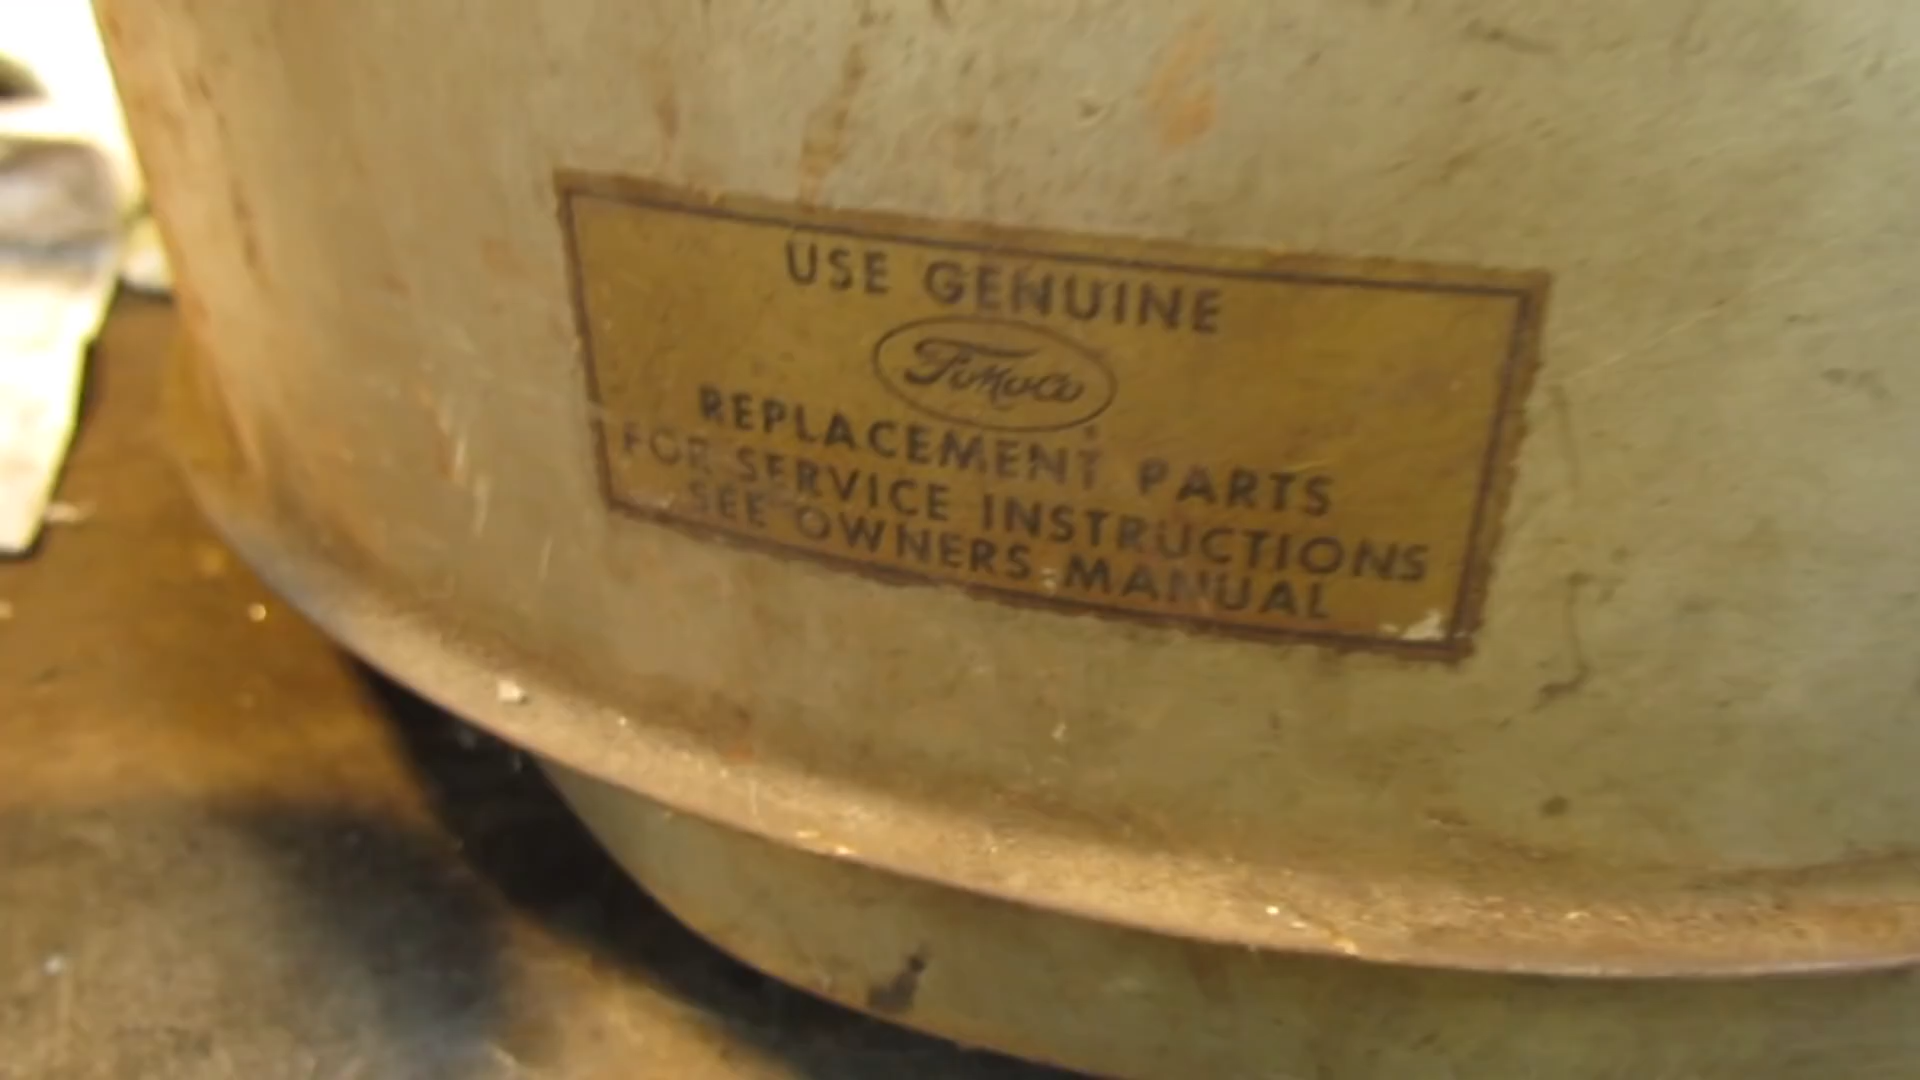 USE GENUINE
FoMoCo
REPLACEMENT PARTS
FOR SERVICE INSTRUCTIONS
SEE OWNERS MANUAL